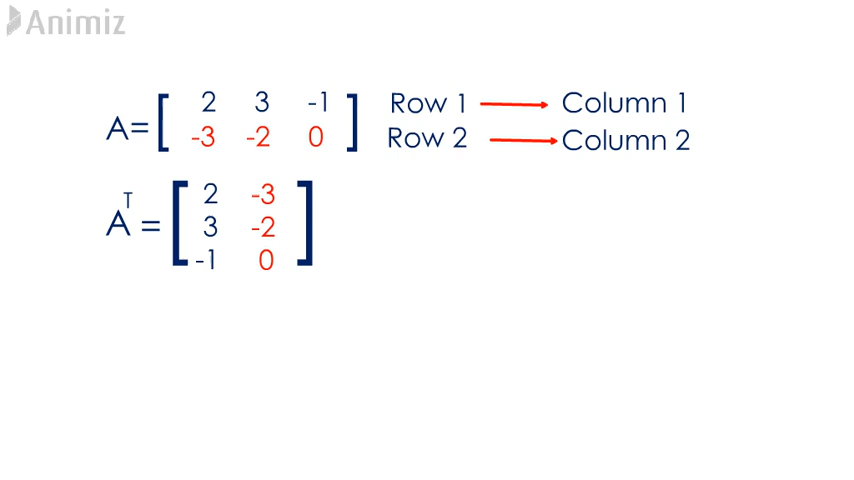 Animiz
A= [ 2 3 -1 ] Row 1 → Column 1
-3 -2 0 Row 2 → Column 2
A^T = [ 2 -3 ]
3 -2
-1 0